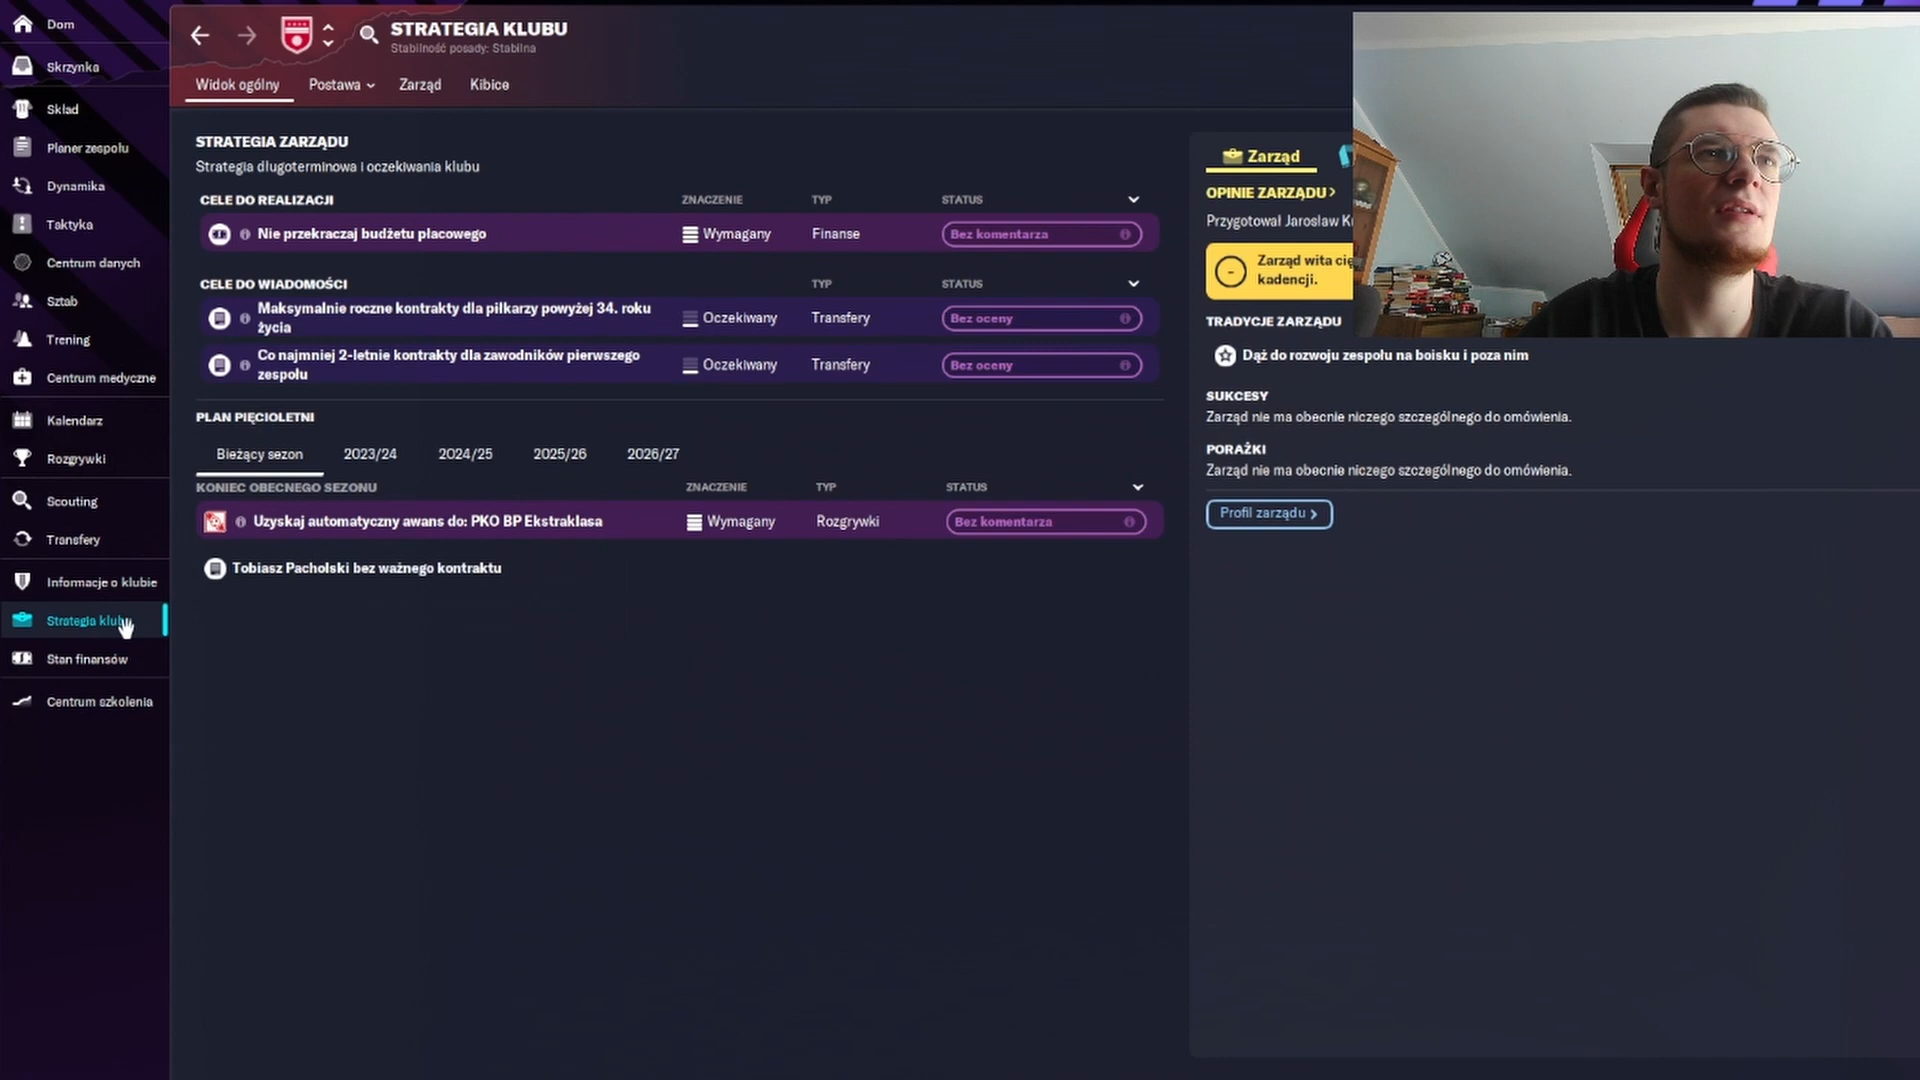 Dom
Skrzynka
Skład
Planer zespołu
Dynamika
Taktyka
Centrum danych
Sztab
Trening
Centrum medyczne
Kalendarz
Rozgrywki
Scouting
Transfery
Informacje o klubie
Strategia klubu
Stan finansów
Centrum szkolenia
STRATEGIA KLUBU
Stabilność posady: Stabilna
Widok ogólny
Postawa
Zarząd
Kibice
STRATEGIA ZARZĄDU
Strategia długoterminowa i oczekiwania klubu
CELE DO REALIZACJI ZNACZENIE TYP STATUS
Nie przekraczaj budżetu płacowego Wymagany Finanse Bez komentarza
CELE DO WIADOMOŚCI TYP STATUS
Maksymalnie roczne kontrakty dla piłkarzy powyżej 34. roku
życia
Oczekiwany Transfery Bez oceny
Co najmniej 2-letnie kontrakty dla zawodników pierwszego
zespołu
Oczekiwany Transfery Bez oceny
PLAN PIĘCIOLETNI
Bieżący sezon 2023/24 2024/25 2025/26 2026/27
KONIEC OBECNEGO SEZONU ZNACZENIE TYP STATUS
Uzyskaj automatyczny awans do: PKO BP Ekstraklasa Wymagany Rozgrywki Bez komentarza
Tobiasz Pacholski bez ważnego kontraktu
Zarząd
OPINIE ZARZĄDU
Przygotował Jarosław
Zarząd wita
kadencji.
TRADYCJE ZARZĄDU
Dąż do rozwoju zespołu na boisku i poza nim
SUKCESY
Zarząd nie ma obecnie niczego szczególnego do omówienia.
PORAŻKI
Zarząd nie ma obecnie niczego szczególnego do omówienia.
Profil zarządu